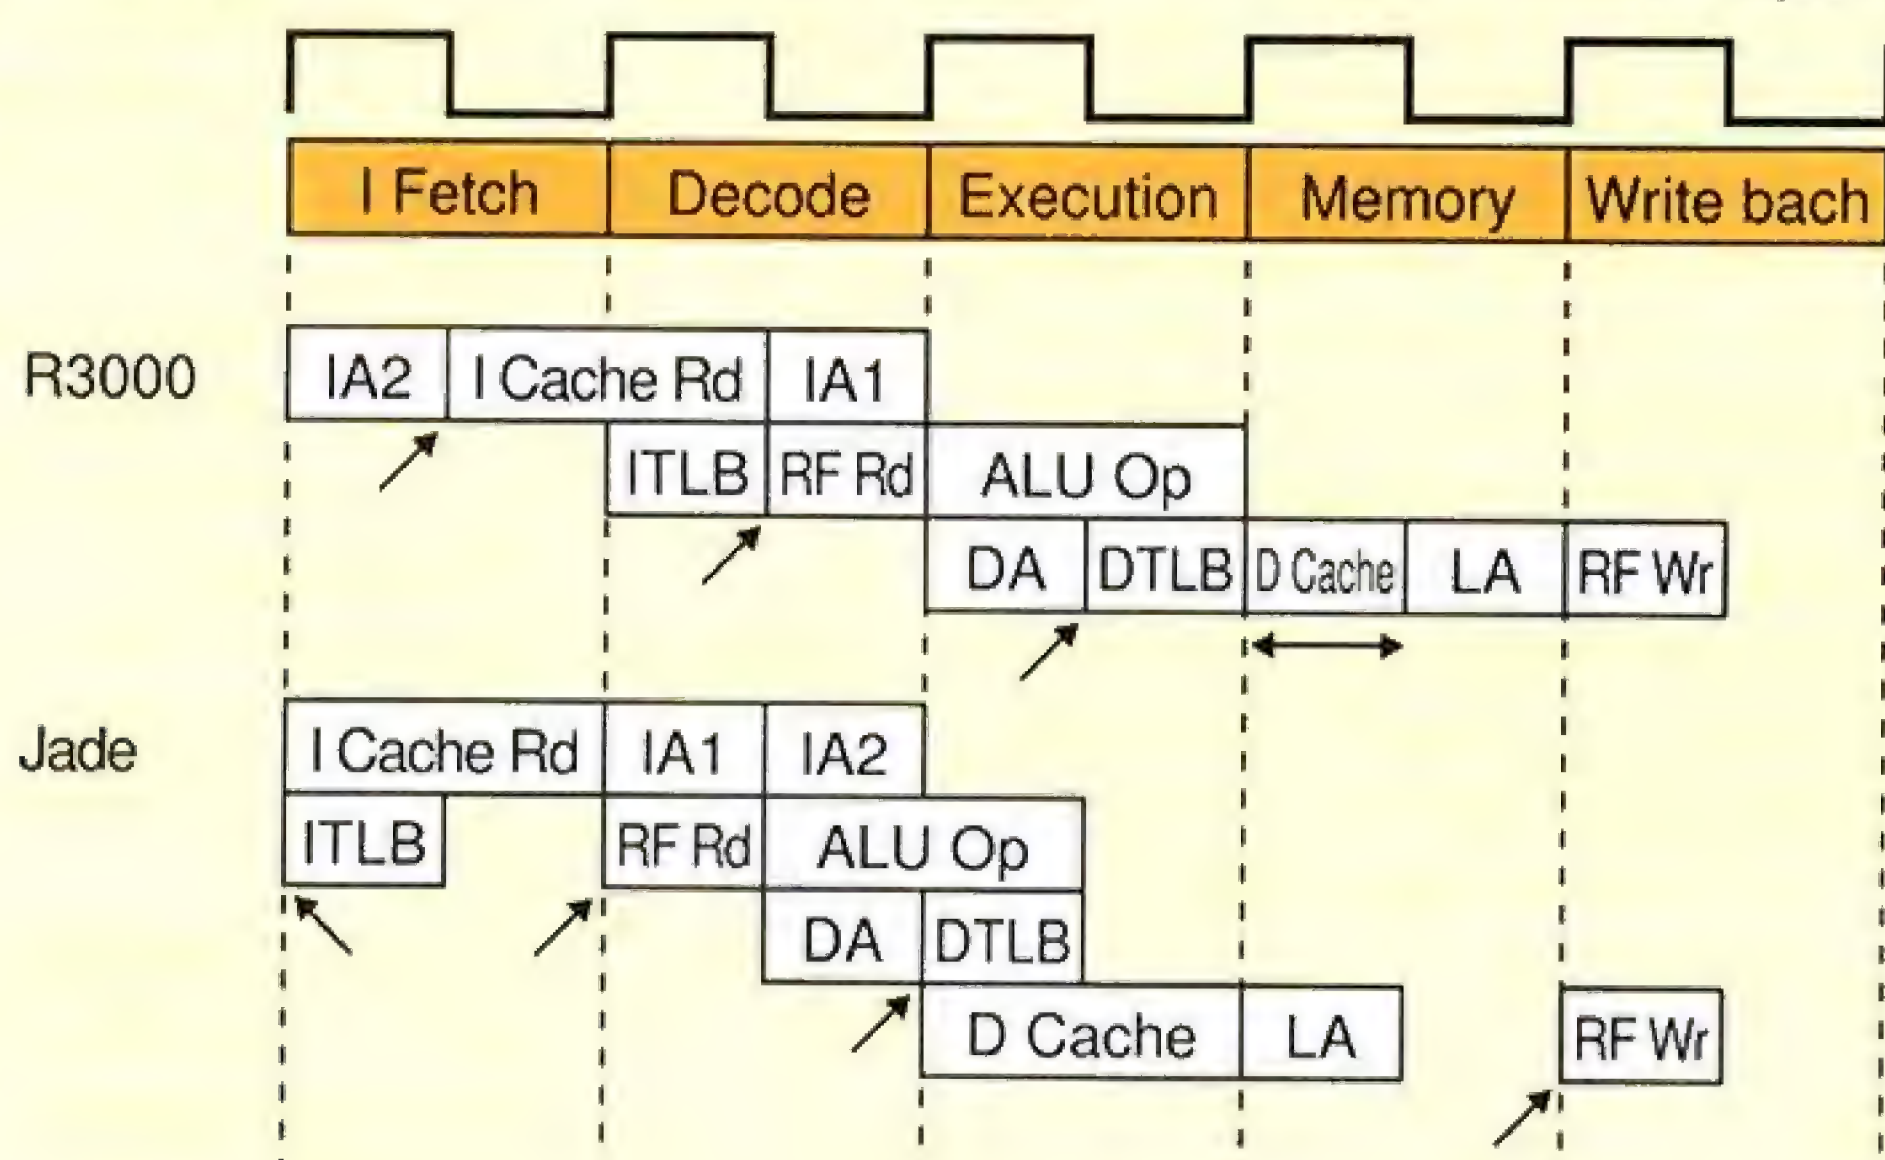 I Fetch Decode Execution Memory Write bach
R3000 IA2 I Cache Rd IA1
ITLB RF Rd ALU Op
DA DTLB D Cache LA RF Wr
Jade I Cache Rd IA1 IA2
ITLB RF Rd ALU Op
DA DTLB
D Cache LA RF Wr